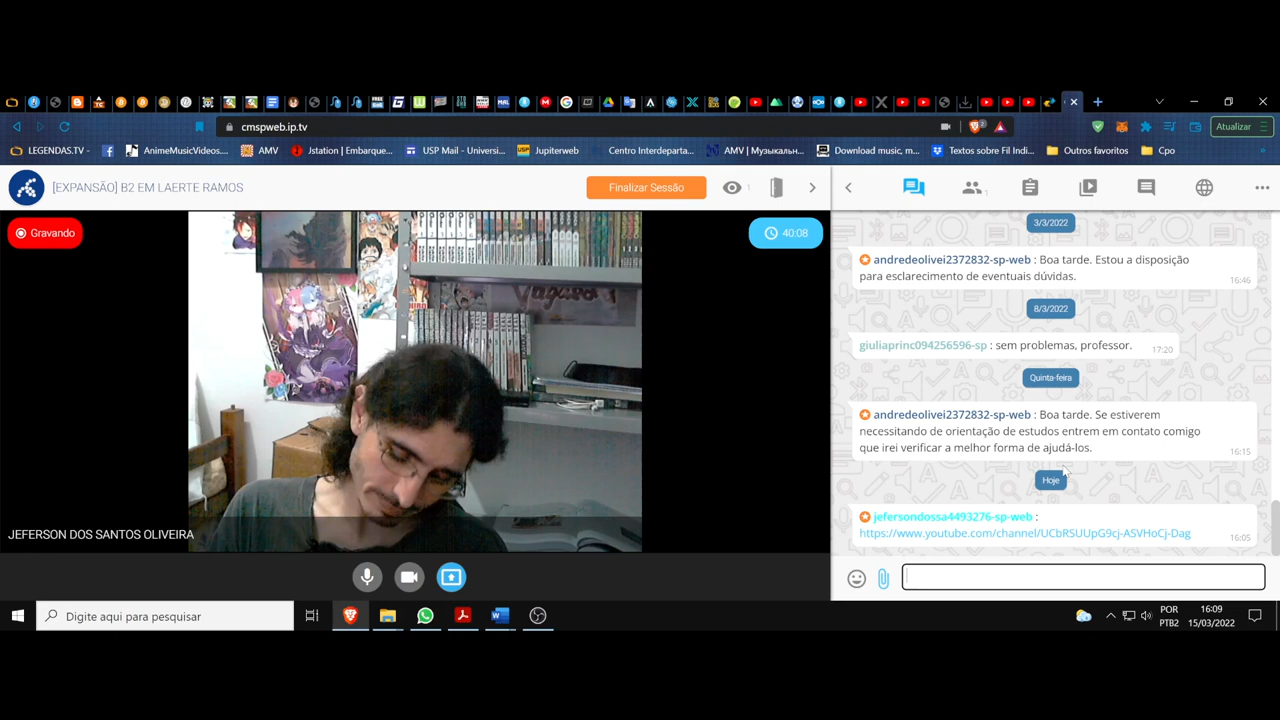 cmspweb.ip.tv
Atualizar
LEGENDAS.TV -
AnimeMusicVideos...
AMV
Jstation | Embarque...
USP Mail - Universi...
Jupiterweb
Centro Interdeparta...
AMV | Музыкальн...
Download music, m...
Textos sobre Fil Indi...
Outros favoritos
Cpo
[EXPANSÃO] B2 EM LAERTE RAMOS
Finalizar Sessão
1
1
Gravando
40:08
JEFERSON DOS SANTOS OLIVEIRA
3/3/2022
andredeolivei2372832-sp-web : Boa tarde. Estou a disposição
para esclarecimento de eventuais dúvidas.
16:46
8/3/2022
giuliaprinc094256596-sp : sem problemas, professor.
17:20
Quinta-feira
andredeolivei2372832-sp-web : Boa tarde. Se estiverem
necessitando de orientação de estudos entrem em contato comigo
que irei verificar a melhor forma de ajudá-los.
16:15
Hoje
jefersondossa4493276-sp-web :
https://www.youtube.com/channel/UCbRSUUpG9cj-ASVHoCj-Dag
16:05
Digite aqui para pesquisar
POR
PTB2
16:09
15/03/2022